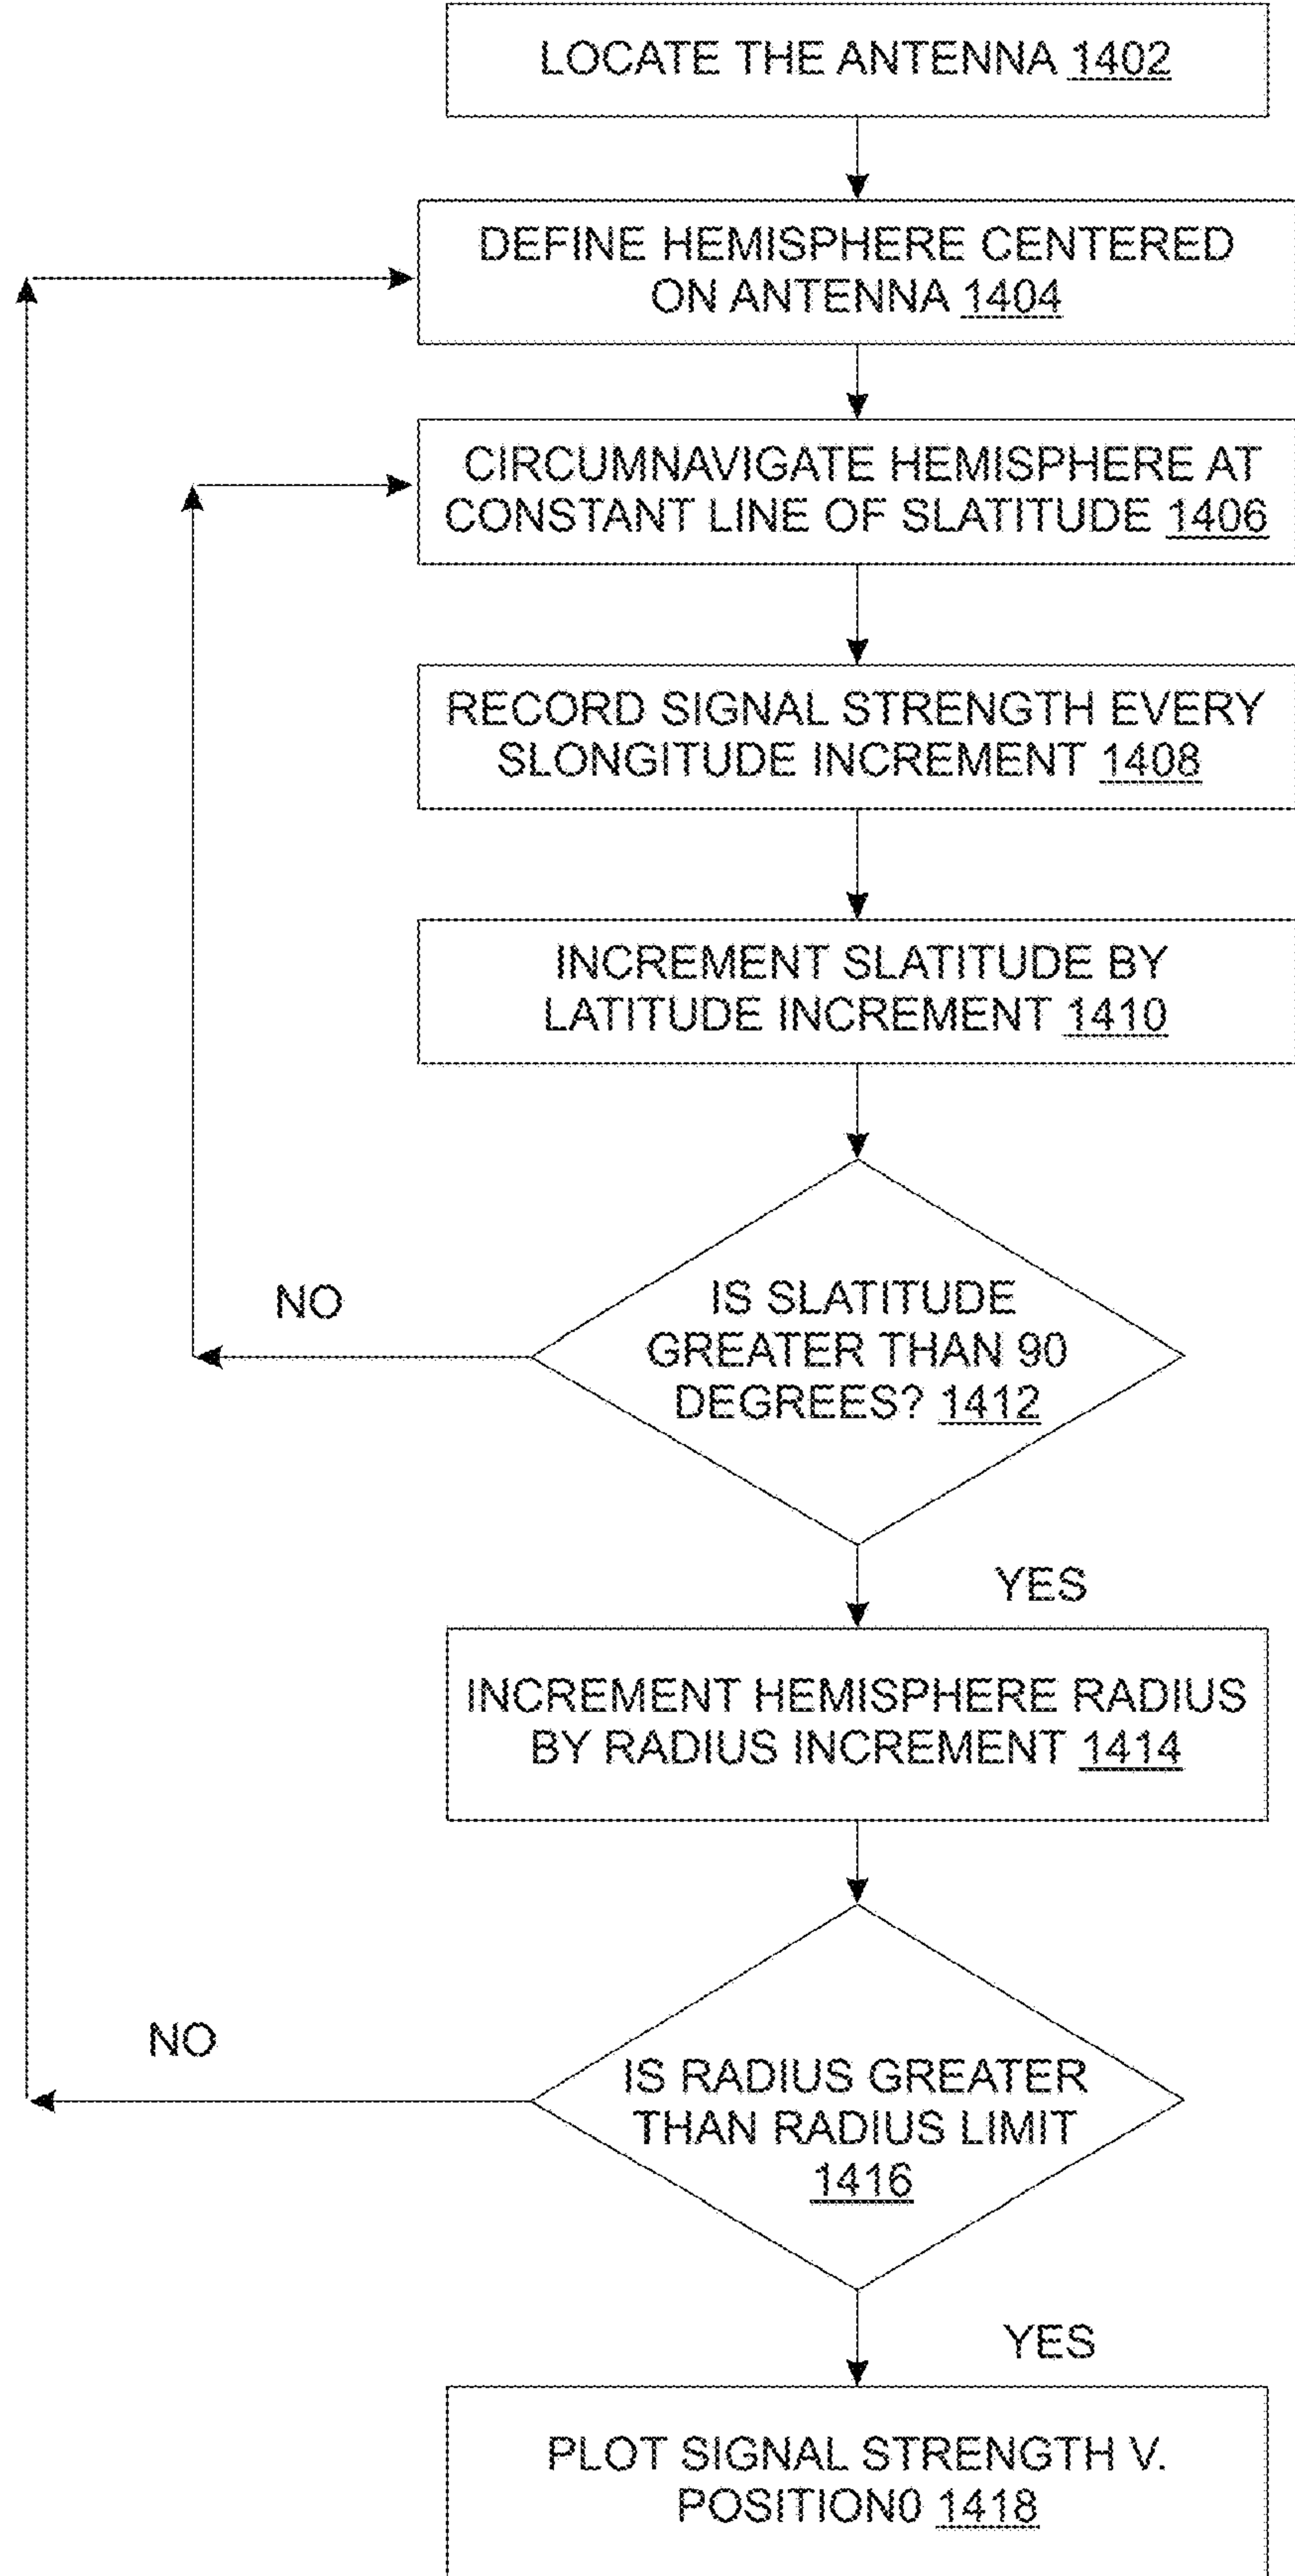 LOCATE THE ANTENNA 1402
DEFINE HEMISPHERE CENTERED
ON ANTENNA 1404
CIRCUMNAVIGATE HEMISPHERE AT
CONSTANT LINE OF SLATITUDE 1406
RECORD SIGNAL STRENGTH EVERY
SLONGITUDE INCREMENT 1408
INCREMENT SLATITUDE BY
LATITUDE INCREMENT 1410
IS SLATITUDE
GREATER THAN 90
DEGREES? 1412
NO
YES
INCREMENT HEMISPHERE RADIUS
BY RADIUS INCREMENT 1414
IS RADIUS GREATER
THAN RADIUS LIMIT
1416
NO
YES
PLOT SIGNAL STRENGTH V.
POSITION0 1418